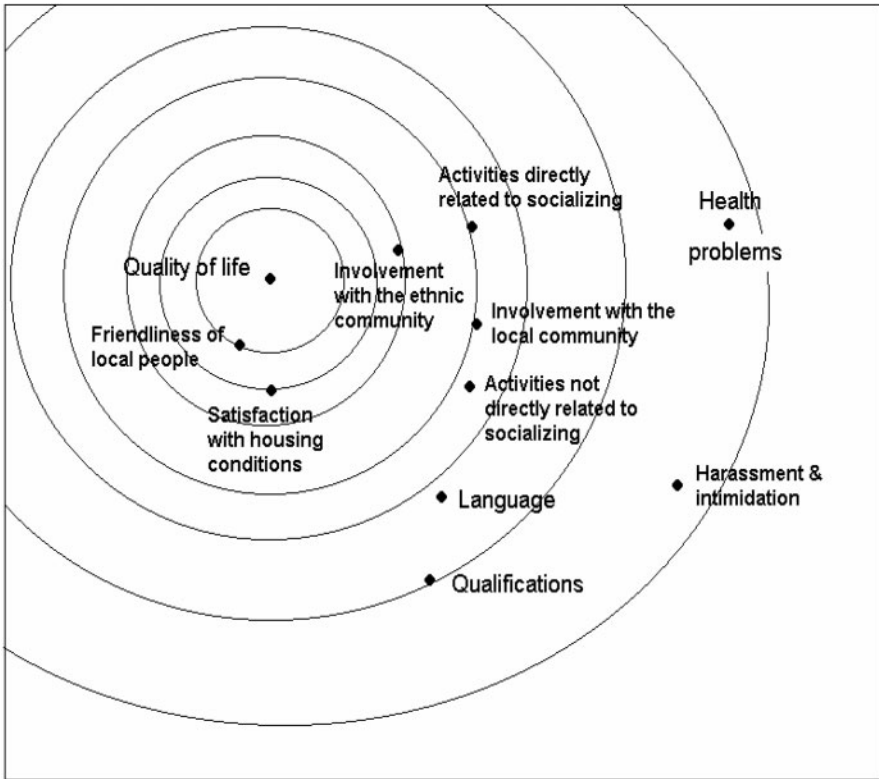 Activities directly
related to socializing
Health
problems
Quality of life
Involvement
with the ethnic
community
Involvement with the
local community
Friendliness of
local people
Activities not
directly related to
socializing
Satisfaction
with housing
conditions
Harassment &
intimidation
Language
Qualifications